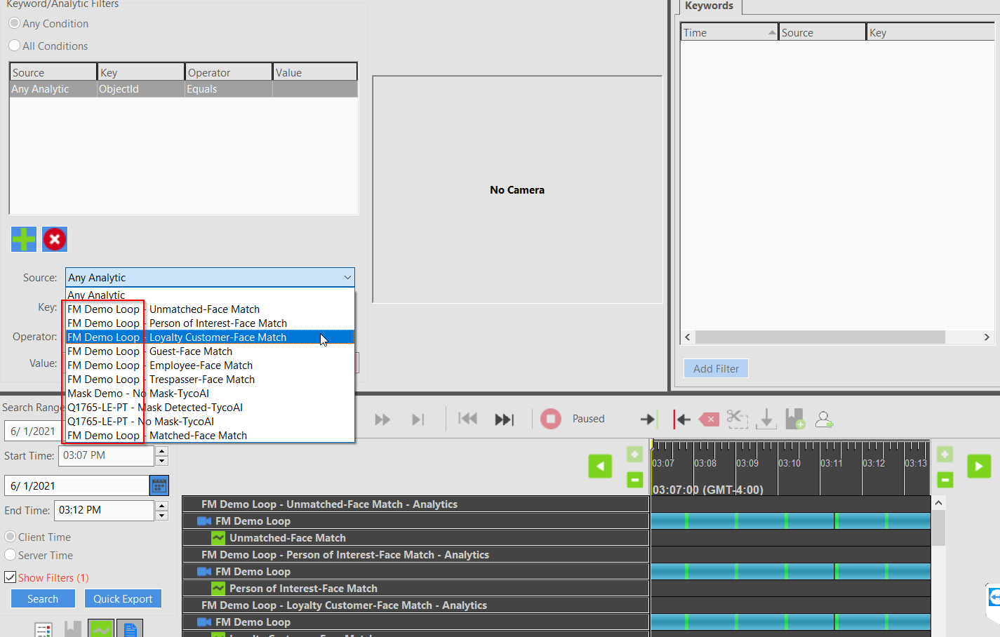 Keyword/Analytic Filters
Any Condition
All Conditions
Source Key Operator Value
Any Analytic ObjectId Equals
Source: Any Analytic
Any Analytic
Key:
FM Demo Loop - Unmatched-Face Match
FM Demo Loop - Person of Interest-Face Match
Operator:
FM Demo Loop - Loyalty Customer-Face Match
FM Demo Loop - Guest-Face Match
Value:
FM Demo Loop - Employee-Face Match
FM Demo Loop - Trespasser-Face Match
Mask Demo - No Mask-TycoAI
Q1765-LE-PT - Mask Detected-TycoAI
Q1765-LE-PT - No Mask-TycoAI
FM Demo Loop - Matched-Face Match
No Camera
Keywords
Time Source Key
Add Filter
Search Range
6/ 1/2021
Start Time: 03:07 PM
6/ 1/2021
End Time: 03:12 PM
Client Time
Server Time
Show Filters (1)
Search Quick Export
Paused
03:07 03:08 03:09 03:10 03:11 03:12 03:13
03:07:00 (GMT-4:00)
FM Demo Loop - Unmatched-Face Match - Analytics
FM Demo Loop
Unmatched-Face Match
FM Demo Loop - Person of Interest-Face Match - Analytics
FM Demo Loop
Person of Interest-Face Match
FM Demo Loop - Loyalty Customer-Face Match - Analytics
FM Demo Loop